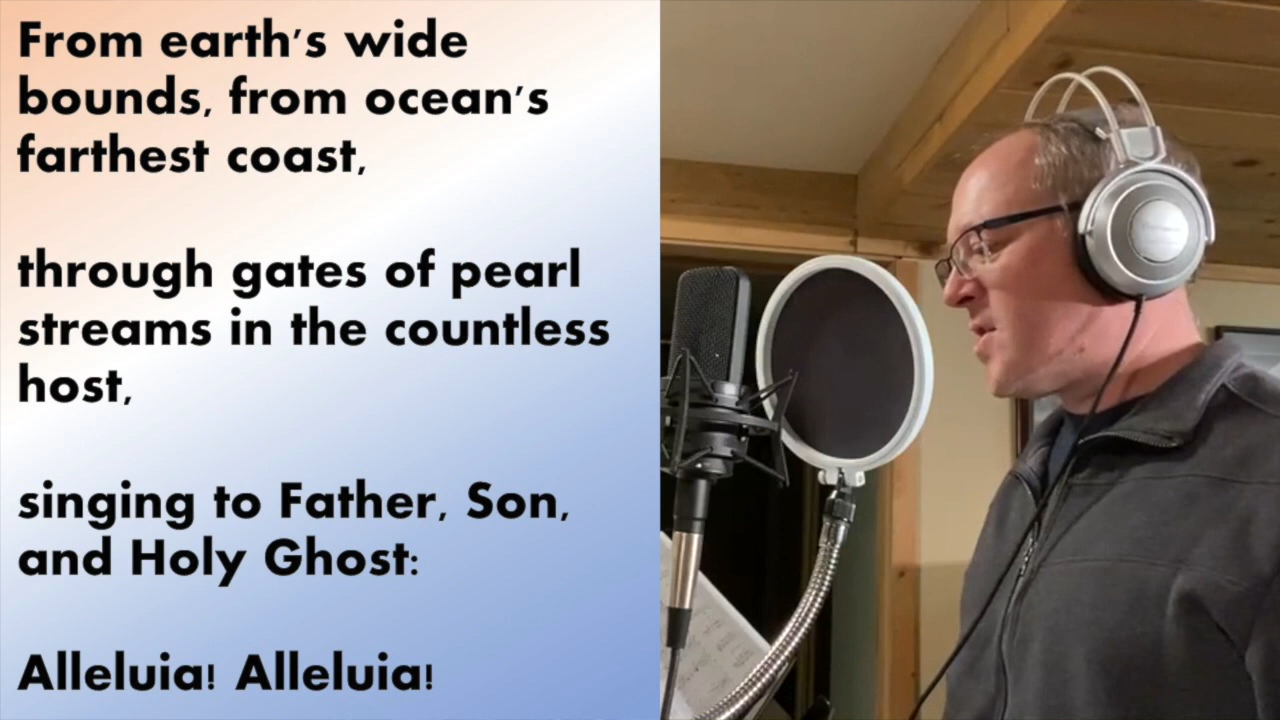 From earth's wide
bounds, from ocean's
farthest coast,
through gates of pearl
streams in the countless
host,
singing to Father, Son,
and Holy Ghost:
Alleluia! Alleluia!